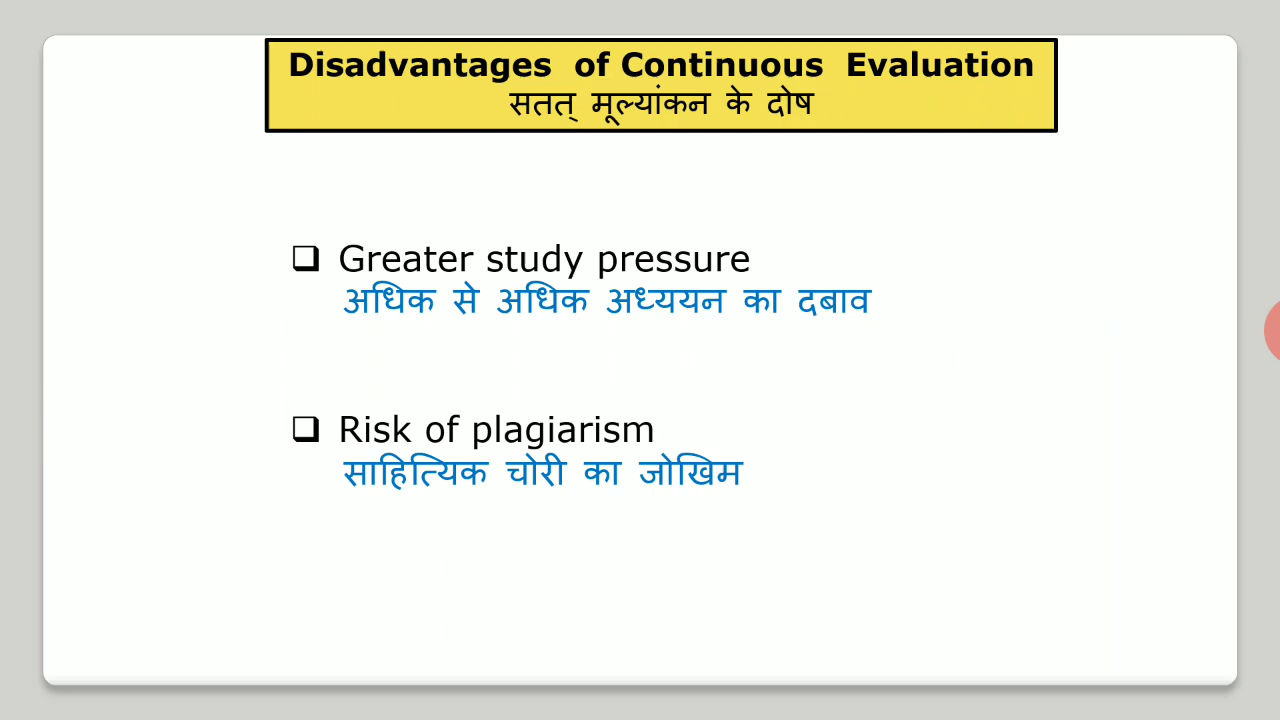 Disadvantages of Continuous Evaluation
सतत् मूल्यांकन के दोष
Greater study pressure
अधिक से अधिक अध्ययन का दबाव
Risk of plagiarism
साहित्यिक चोरी का जोखिम